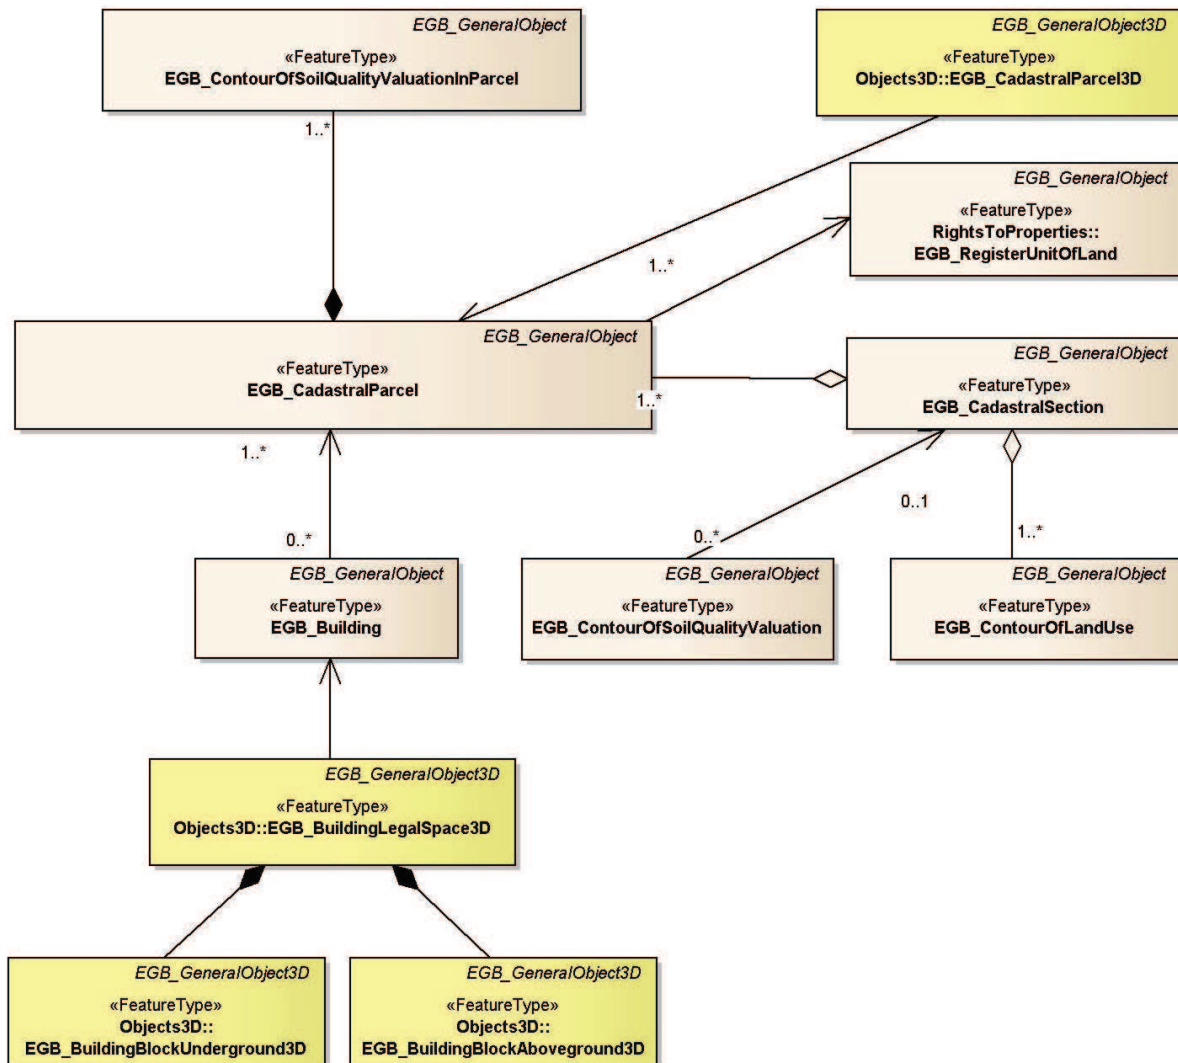 EGB_GeneralObject
«FeatureType»
EGB_ContourOfSoilQualityValuationInParcel
1..*
EGB_GeneralObject3D
«FeatureType»
Objects3D::EGB_CadastralParcel3D
1..*
EGB_GeneralObject
«FeatureType»
RightsToProperties::
EGB_RegisterUnitOfLand
EGB_GeneralObject
«FeatureType»
EGB_CadastralParcel
1..*
1..*
EGB_GeneralObject
«FeatureType»
EGB_CadastralSection
0..1
0..*
1..*
0..*
EGB_GeneralObject
«FeatureType»
EGB_Building
EGB_GeneralObject
«FeatureType»
EGB_ContourOfSoilQualityValuation
EGB_GeneralObject
«FeatureType»
EGB_ContourOfLandUse
EGB_GeneralObject3D
«FeatureType»
Objects3D::EGB_BuildingLegalSpace3D
EGB_GeneralObject3D
«FeatureType»
Objects3D::
EGB_BuildingBlockUnderground3D
EGB_GeneralObject3D
«FeatureType»
Objects3D::
EGB_BuildingBlockAboveground3D